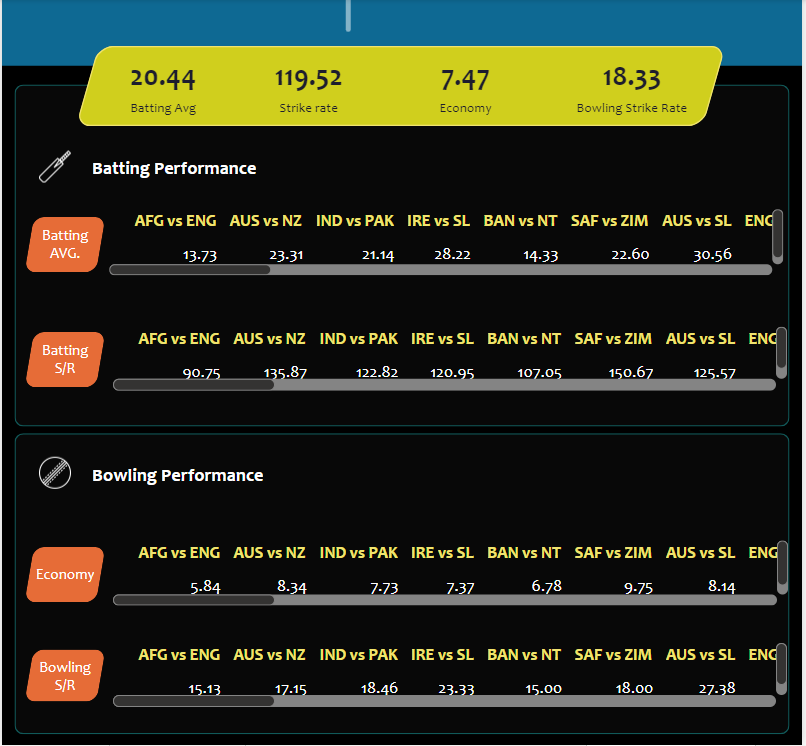 20.44 119.52 7.47 18.33
Batting Avg Strike rate Economy Bowling Strike Rate
Batting Performance
Batting
AVG.
AFG vs ENG AUS vs NZ IND vs PAK IRE vs SL BAN vs NT SAF vs ZIM AUS vs SL ENG
13.73 23.31 21.14 28.22 14.33 22.60 30.56
Batting
S/R
AFG vs ENG AUS vs NZ IND vs PAK IRE vs SL BAN vs NT SAF vs ZIM AUS vs SL ENG
90.75 135.87 122.82 120.95 107.05 150.67 125.57
Bowling Performance
Economy
AFG vs ENG AUS vs NZ IND vs PAK IRE vs SL BAN vs NT SAF vs ZIM AUS vs SL ENG
5.84 8.34 7.73 7.37 6.78 9.75 8.14
Bowling
S/R
AFG vs ENG AUS vs NZ IND vs PAK IRE vs SL BAN vs NT SAF vs ZIM AUS vs SL ENG
15.13 17.15 18.46 23.33 15.00 18.00 27.38